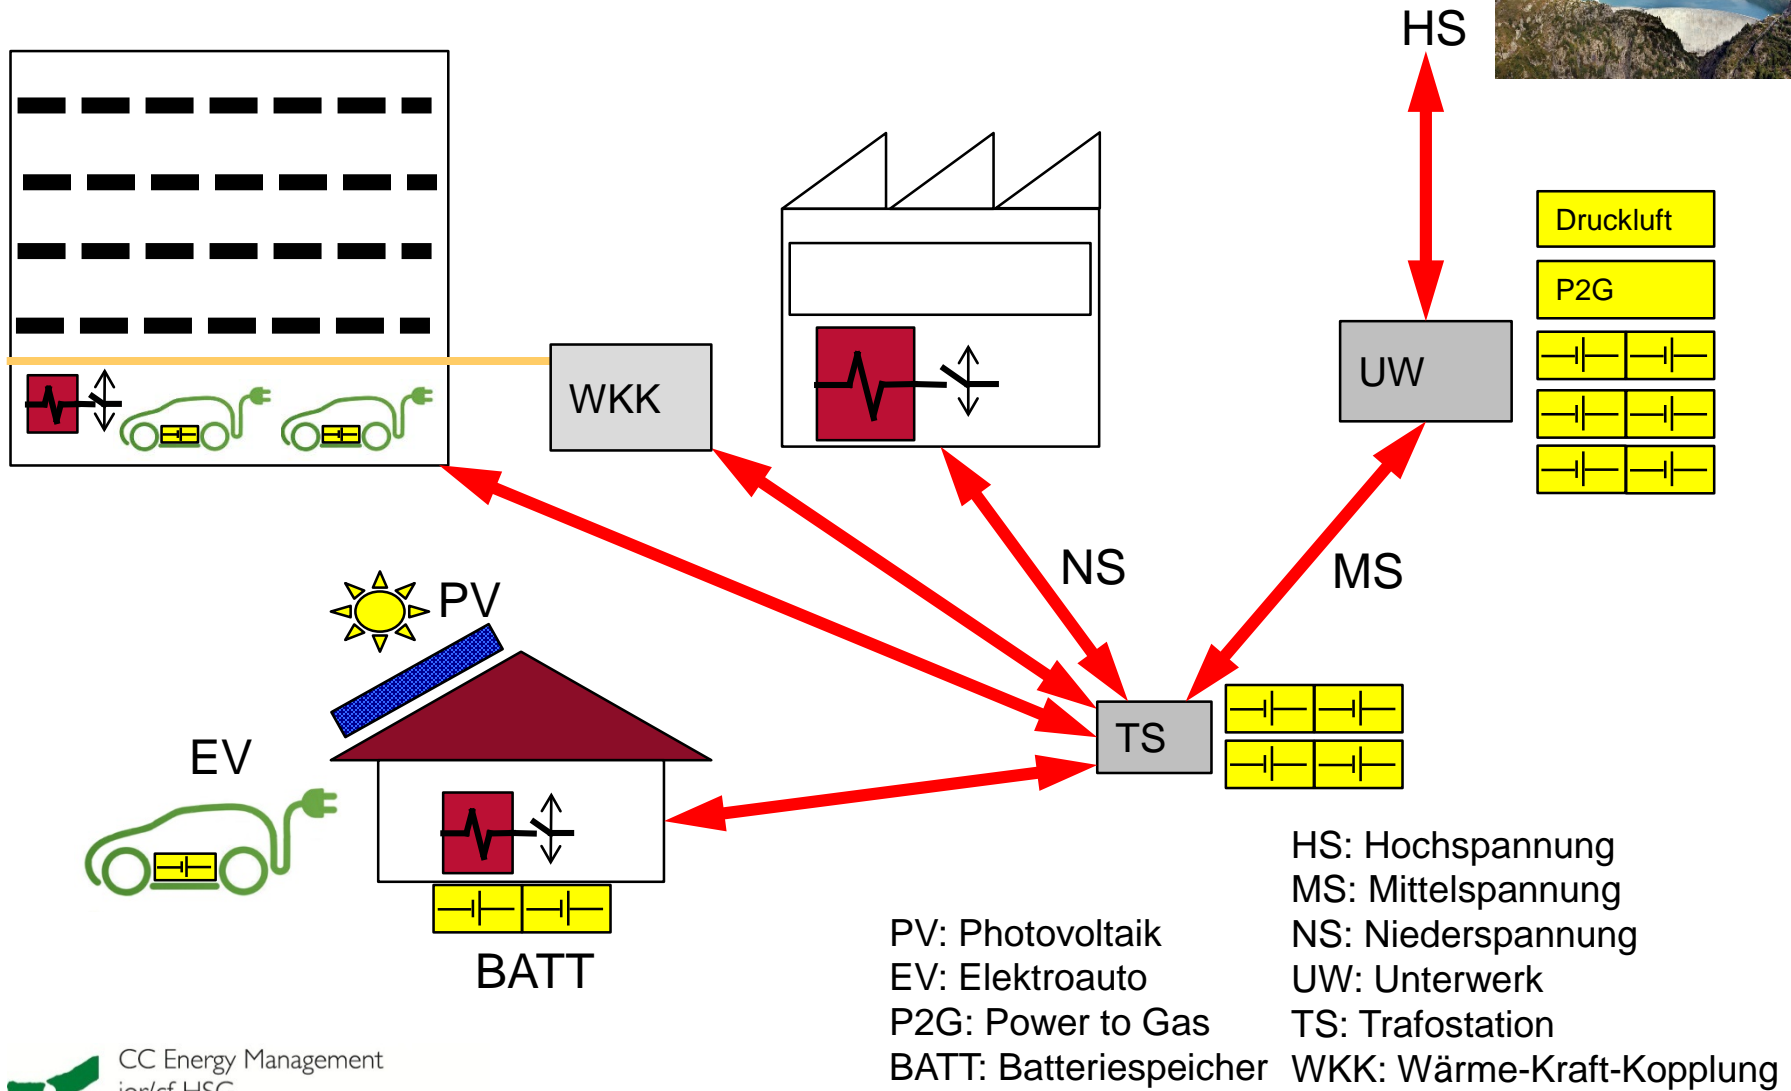 HS
Druckluft
P2G
UW
WKK
NS
MS
PV
TS
EV
BATT
HS: Hochspannung
MS: Mittelspannung
NS: Niederspannung
UW: Unterwerk
TS: Trafostation
WKK: Wärme-Kraft-Kopplung
PV: Photovoltaik
EV: Elektroauto
P2G: Power to Gas
BATT: Batteriespeicher
CC Energy Management